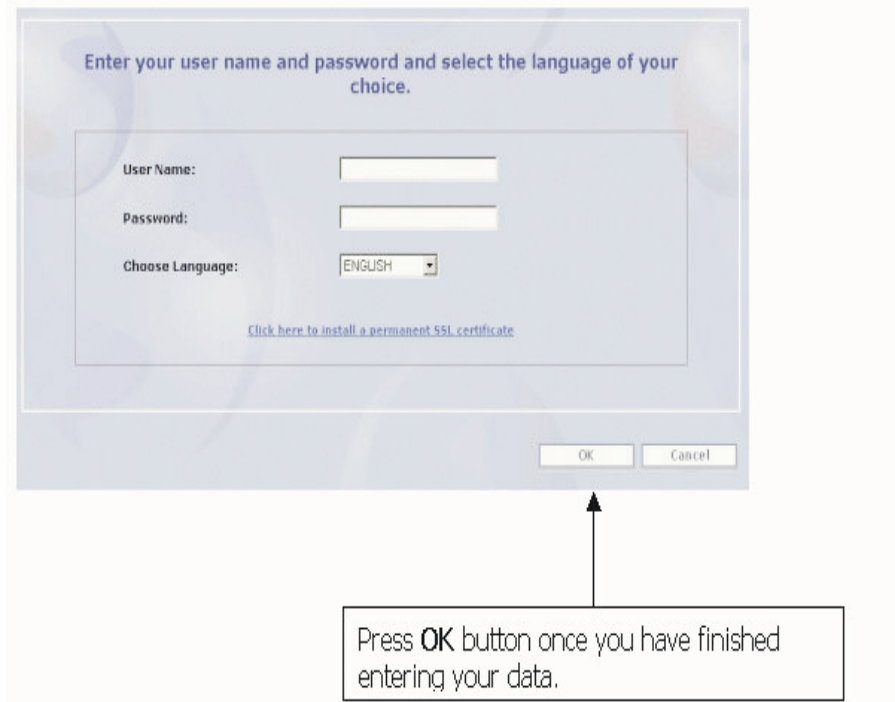 Enter your user name and password and select the language of your
choice.
User Name:
Password:
Choose Language:
ENGLISH
Click here to install a permanent SSL certificate
OK
Cancel
Press OK button once you have finished
entering your data.